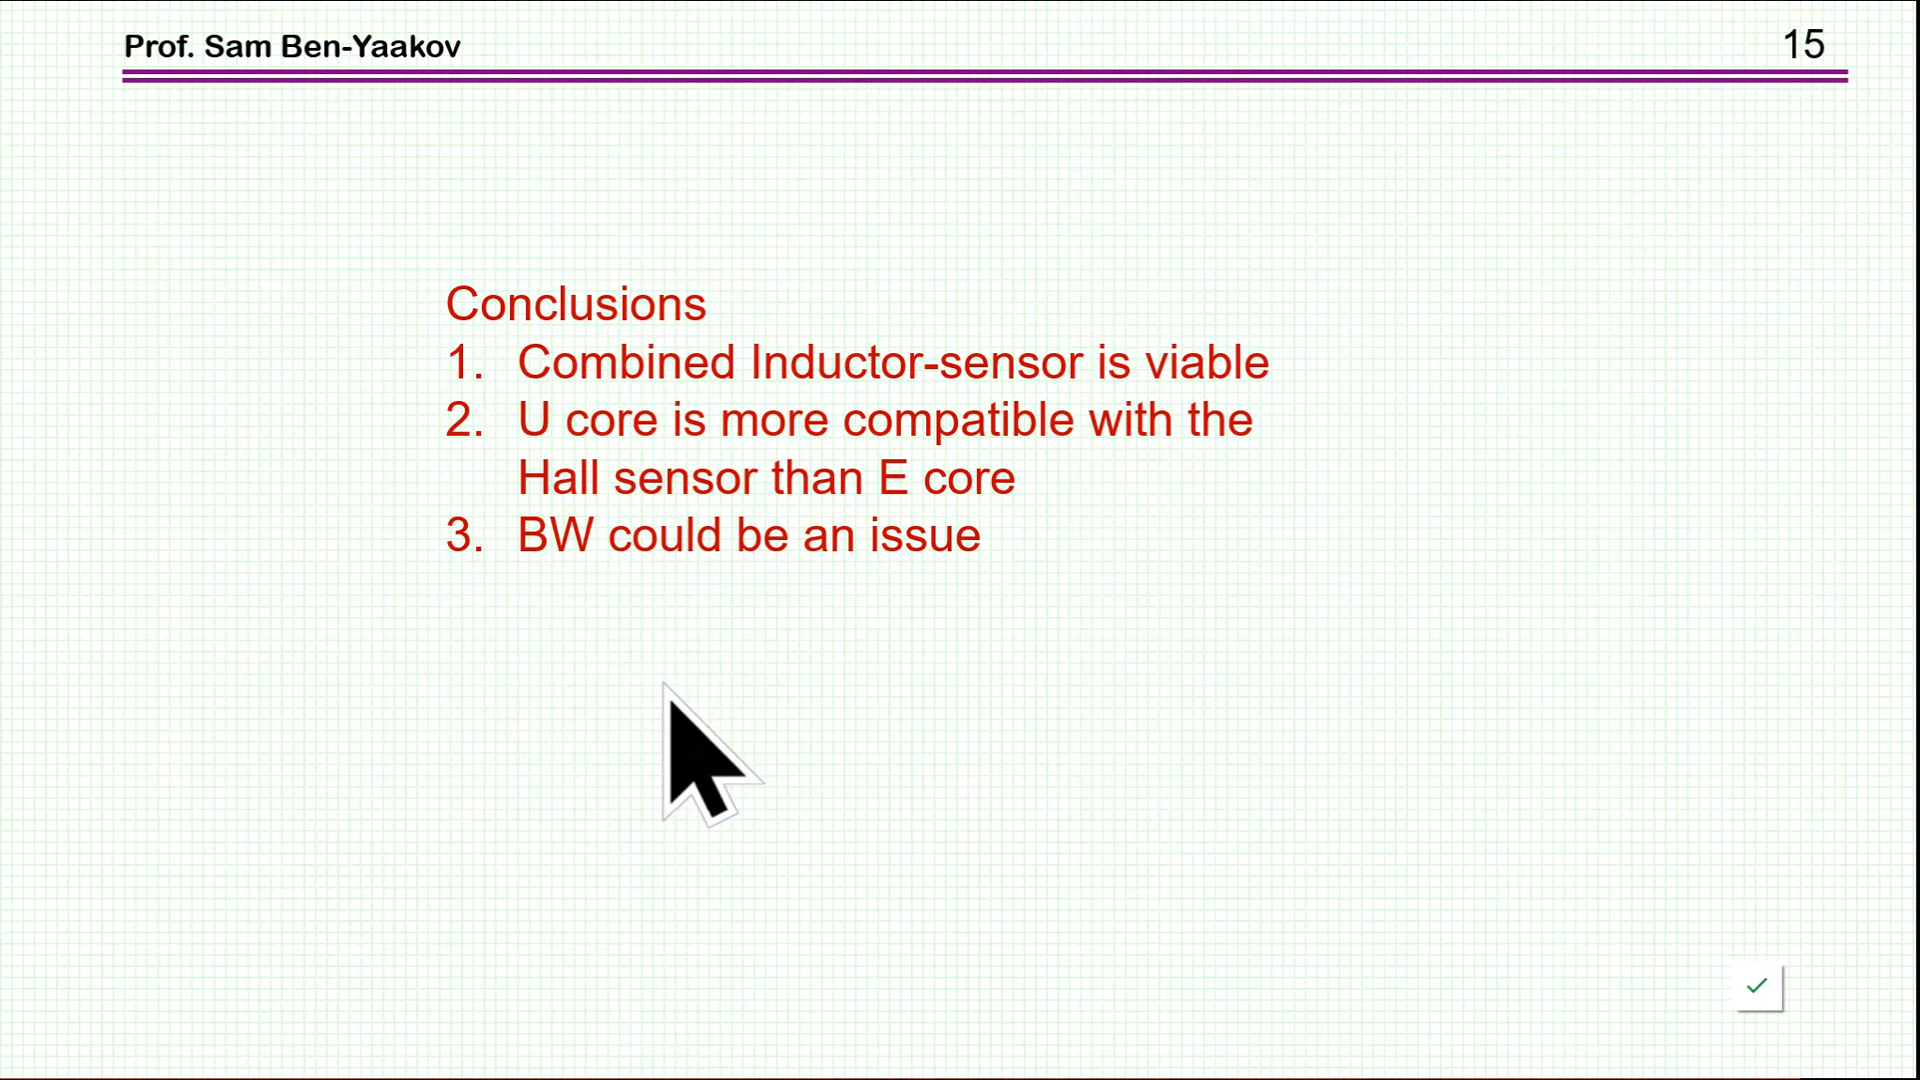 Prof. Sam Ben-Yaakov
15
Conclusions
1. Combined Inductor-sensor is viable
2. U core is more compatible with the
Hall sensor than E core
3. BW could be an issue